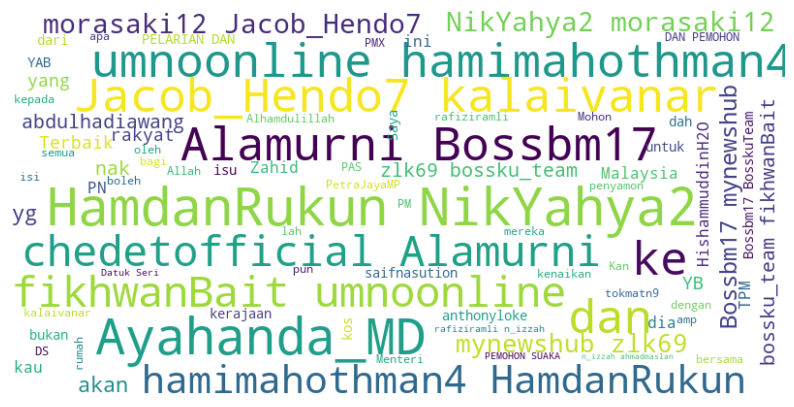 morasaki12 Jacob_Hendo7
NikYahya2 morasaki12
dari
apa
PELARIAN DAN
PMX
ini
DAN PEMOHON
YAB
umnoonline hamimahothman4
yang
kepada
Jacob_Hendo7 kalaivanar
abdulhadiawang
Alhamdulillah
saya
rafiziramli
Mohon
dah
Terbaik
rakyat
Alamurni Bossbm17
untuk
semua
oleh
nak
bagi
Allah
isu
Zahid
PAS
zlk69 bossku_team
Malaysia
isi
PN
boleh
PetraJayaMP
penyamon
yg
HamdanRukun NikYahya2
PM
lah
mereka
chedetofficial Alamurni
ke
Datuk Seri
pun
saifnasution
kenaikan
Kan
YB
fikhwanBait umnoonline
tokmatn9
dengan
kalaivanar
kerajaan
kos
anthonyloke
rafiziramli n_izzah
dan
dia
amp
bukan
DS
rumah
Ayahanda_MD
Menteri
mynewshub zlk69
PEMOHON SUAKA
n_izzah ahmadmaslan
bersama
kau
akan
hamimahothman4 HamdanRukun
HishammuddinH2O
Bossbm17 mynewshub
TPM
Bossbm17 BosskuTeam
bossku_team fikhwanBait